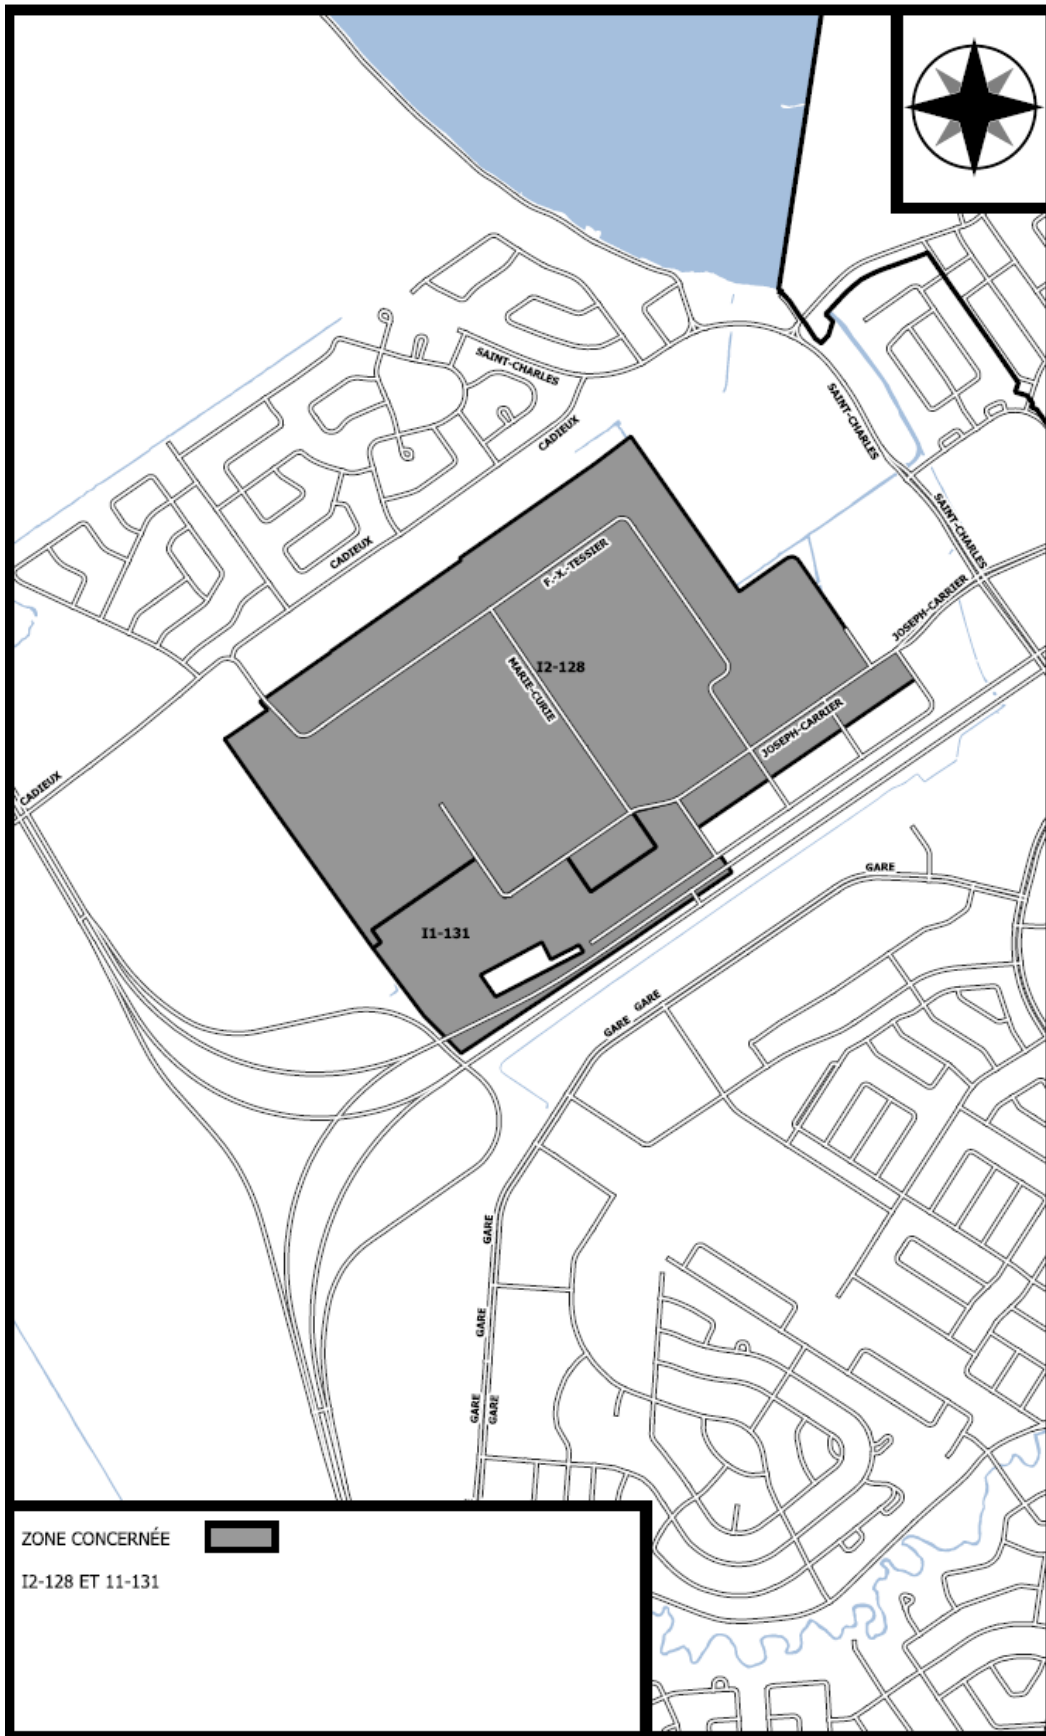 SAINT-CHARLES
CADIEUX
SAINT-CHARLES
CADIEUX
F.-X.-TESSIER
SAINT-CHARLES
JOSEPH-CARRIER
I2-128
MARIE-CURIE
JOSEPH-CARRIER
CADIEUX
GARE
I1-131
GARE
GARE
GARE
GARE
GARE
GARE
ZONE CONCERNÉE
I2-128 ET 11-131